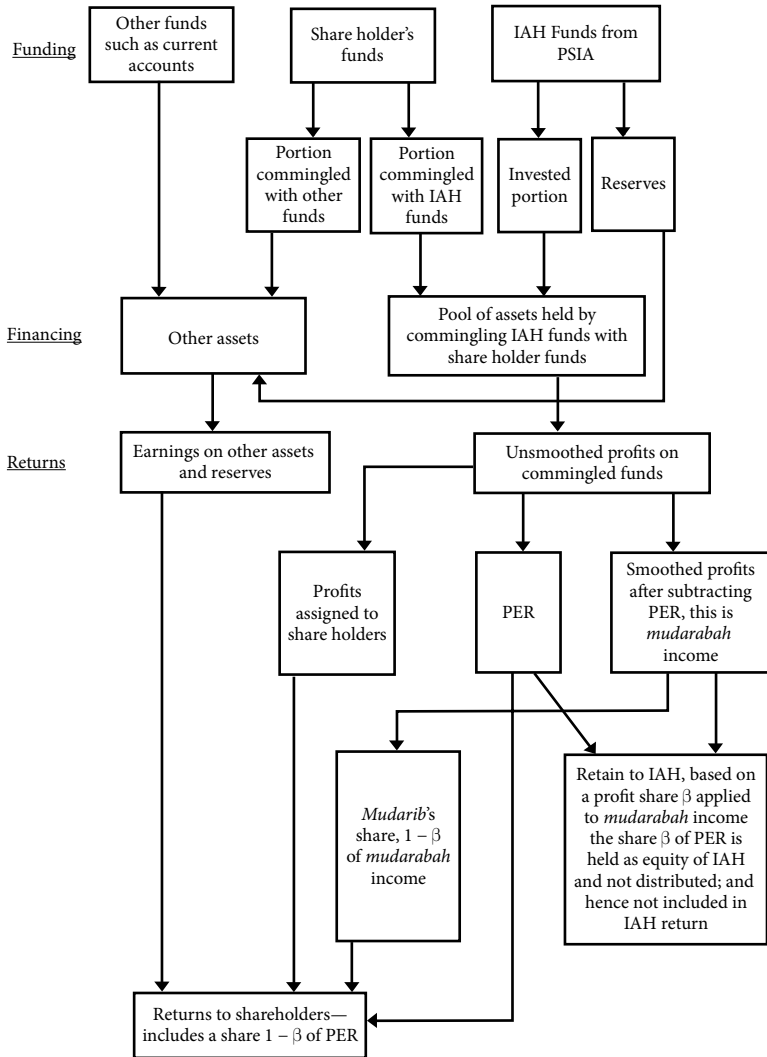 Funding
Other funds
such as current
accounts
Share holder's
funds
IAH Funds from
PSIA
Portion
commingled
with other
funds
Portion
commingled
with IAH
funds
Invested
portion
Reserves
Financing
Other assets
Pool of assets held by
commingling IAH funds with
share holder funds
Returns
Earnings on other assets
and reserves
Unsmoothed profits on
commingled funds
Profits
assigned to
share holders
PER
Smoothed profits
after subtracting
PER, this is
mudarabah
income
Mudarib's
share, 1 – β
of mudarabah
income
Retain to IAH, based on
a profit share β applied
to mudarabah income
the share β of PER is
held as equity of IAH
and not distributed; and
hence not included in
IAH return
Returns to shareholders—
includes a share 1 – β of PER